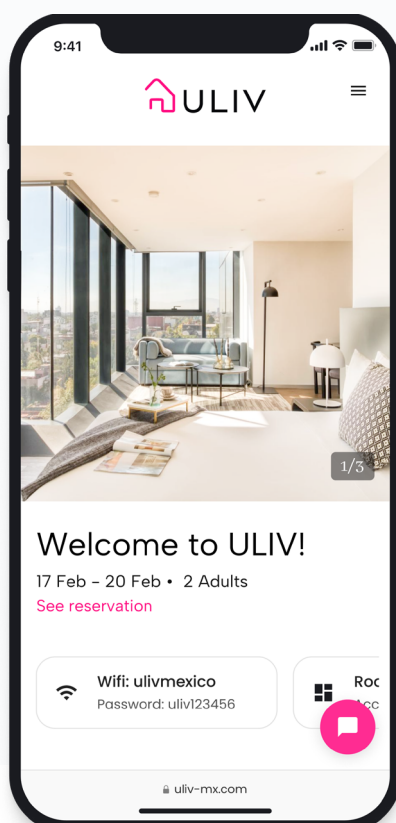 9:41
ULIV
1/3
Welcome to ULIV!
17 Feb – 20 Feb • 2 Adults
See reservation
Wifi: ulivmexico
Password: uliv123456
uliv-mx.com